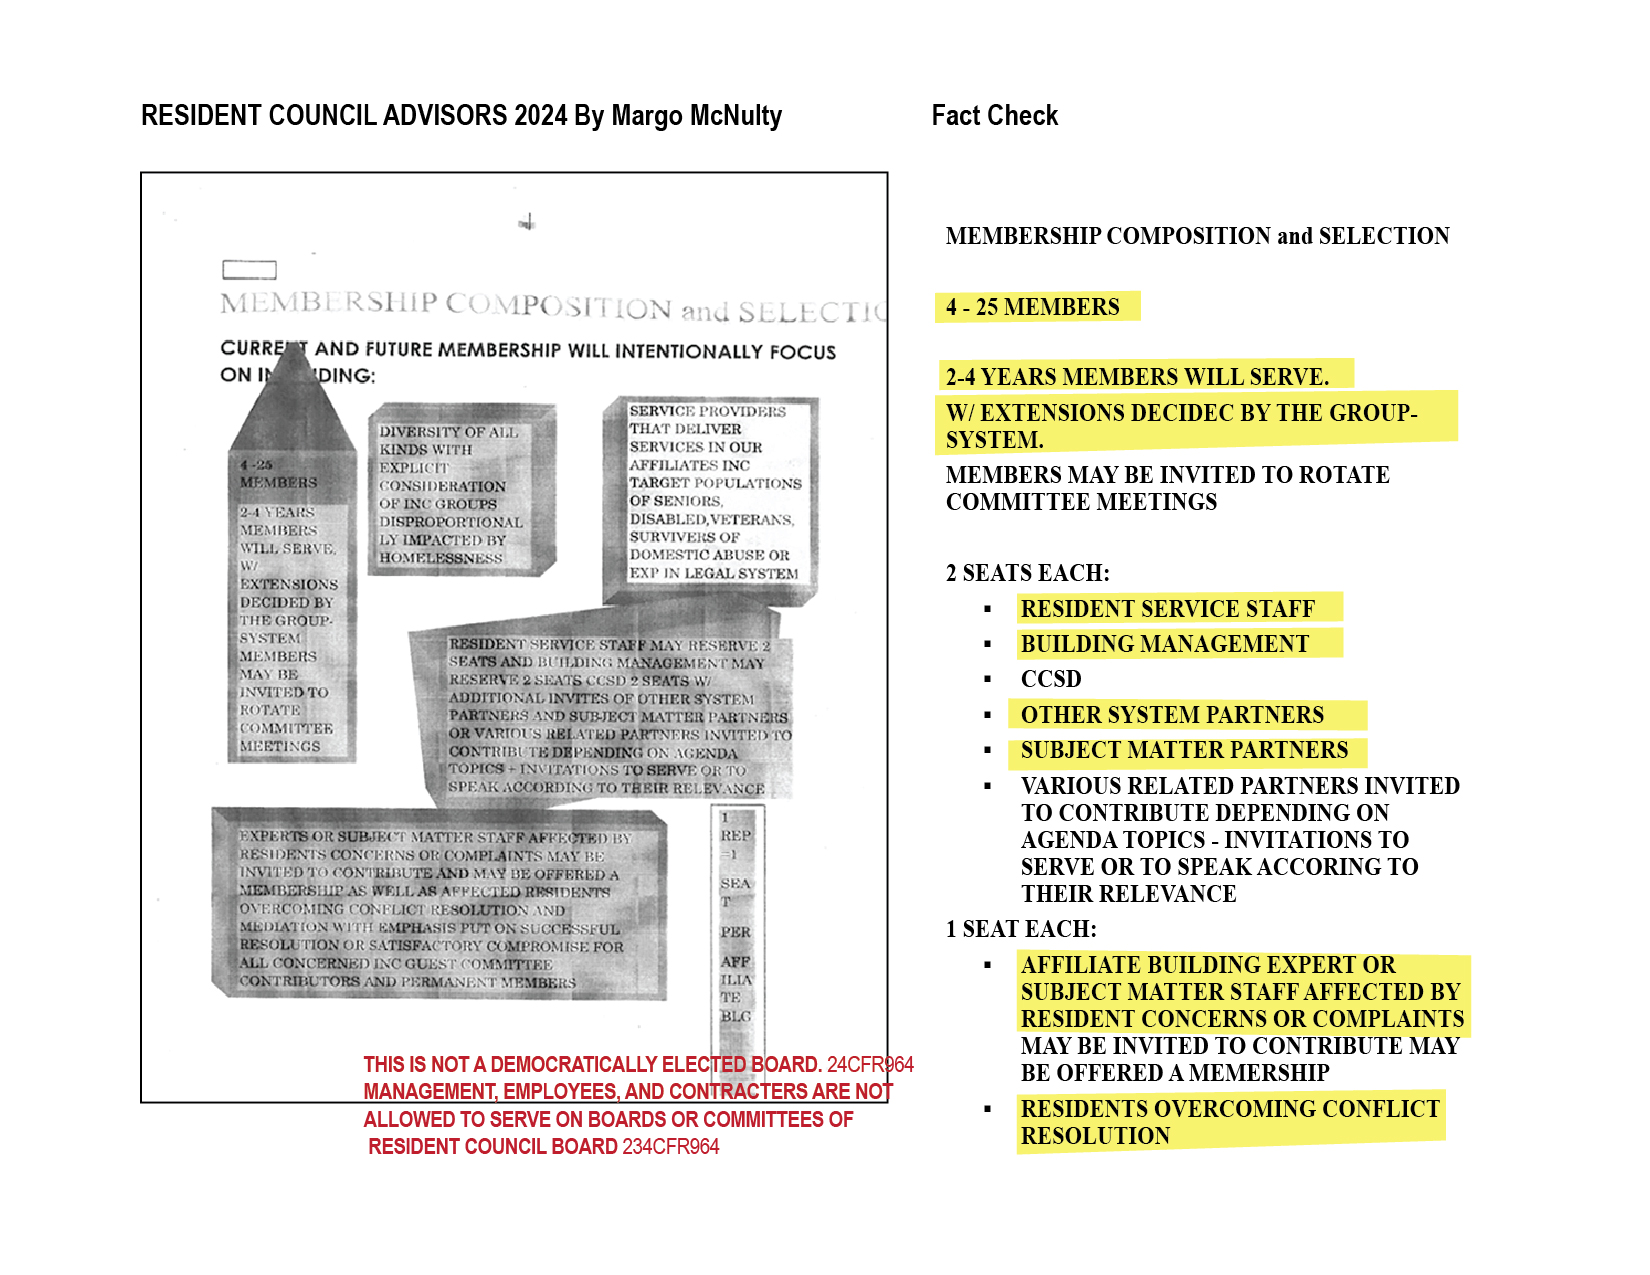 RESIDENT COUNCIL ADVISORS 2024 By Margo McNulty
Fact Check
4
MEMBERSHIP COMPOSITION and SELECTIO
CURRENT AND FUTURE MEMBERSHIP WILL INTENTIONALLY FOCUS
ON IN DING:
4 -25
MEMBERS
2-4 YEARS
MEMBERS
WILL SERVE.
W/
EXTENSIONS
DECIDED BY
THE GROUP-
SYSTEM
MEMBERS
MAY BE
INVITED TO
ROTATE
COMMITTEE
MEETINGS
DIVERSITY OF ALL
KINDS WITH
EXPLICIT
CONSIDERATION
OF INC GROUPS
DISPROPORTIONAL
LY IMPACTED BY
HOMELESSNESS
SERVICE PROVIDERS
THAT DELIVER
SERVICES IN OUR
AFFILIATES INC
TARGET POPULATIONS
OF SENIORS,
DISABLED,VETERANS,
SURVIVERS OF
DOMESTIC ABUSE OR
EXP IN LEGAL SYSTEM
RESIDENT SERVICE STAFF MAY RESERVE 2
SEATS AND BUILDING MANAGEMENT MAY
RESERVE 2 SEATS CCSD 2 SEATS W/
ADDITIONAL INVITES OF OTHER SYSTEM
PARTNERS AND SUBJECT MATTER PARTNERS
OR VARIOUS RELATED PARTNERS INVITED TO
CONTRIBUTE DEPENDING ON AGENDA
TOPICS - INVITATIONS TO SERVE OR TO
SPEAK ACCORDING TO THEIR RELEVANCE
EXPERTS OR SUBJECT MATTER STAFF AFFECTED BY
RESIDENTS CONCERNS OR COMPLAINTS MAY BE
INVITED TO CONTRIBUTE AND MAY BE OFFERED A
MEMBERSHIP AS WELL AS AFFECTED RESIDENTS
OVERCOMING CONFLICT RESOLUTION AND
MEDIATION WITH EMPHASIS PUT ON SUCCESSFUL
RESOLUTION OR SATISFACTORY COMPROMISE FOR
ALL CONCERNED INC GUEST COMMITTEE
CONTRIBUTORS AND PERMANENT MEMBERS
1
REP
=1
SEA
T
PER
AFF
ILIA
TE
BLG
THIS IS NOT A DEMOCRATICALLY ELECTED BOARD. 24CFR964
MANAGEMENT, EMPLOYEES, AND CONTRACTERS ARE NOT
ALLOWED TO SERVE ON BOARDS OR COMMITTEES OF
RESIDENT COUNCIL BOARD 234CFR964
MEMBERSHIP COMPOSITION and SELECTION
4 - 25 MEMBERS
2-4 YEARS MEMBERS WILL SERVE.
W/ EXTENSIONS DECIDEC BY THE GROUP-
SYSTEM.
MEMBERS MAY BE INVITED TO ROTATE
COMMITTEE MEETINGS
2 SEATS EACH:
▪ RESIDENT SERVICE STAFF
▪ BUILDING MANAGEMENT
▪ CCSD
▪ OTHER SYSTEM PARTNERS
▪ SUBJECT MATTER PARTNERS
▪ VARIOUS RELATED PARTNERS INVITED
TO CONTRIBUTE DEPENDING ON
AGENDA TOPICS - INVITATIONS TO
SERVE OR TO SPEAK ACCORING TO
THEIR RELEVANCE
1 SEAT EACH:
▪ AFFILIATE BUILDING EXPERT OR
SUBJECT MATTER STAFF AFFECTED BY
RESIDENT CONCERNS OR COMPLAINTS
MAY BE INVITED TO CONTRIBUTE MAY
BE OFFERED A MEMERSHIP
▪ RESIDENTS OVERCOMING CONFLICT
RESOLUTION